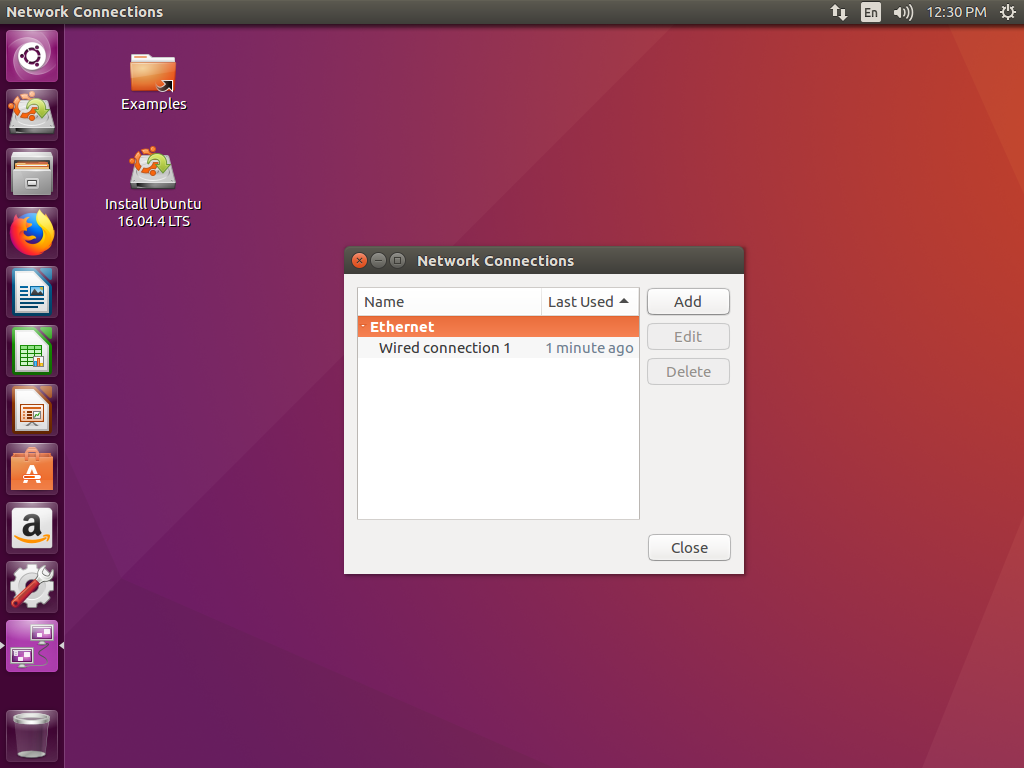 Network Connections
En
12:30 PM
Examples
Install Ubuntu
16.04.4 LTS
Network Connections
Name
Last Used
Add
Ethernet
Edit
Wired connection 1
1 minute ago
Delete
Close